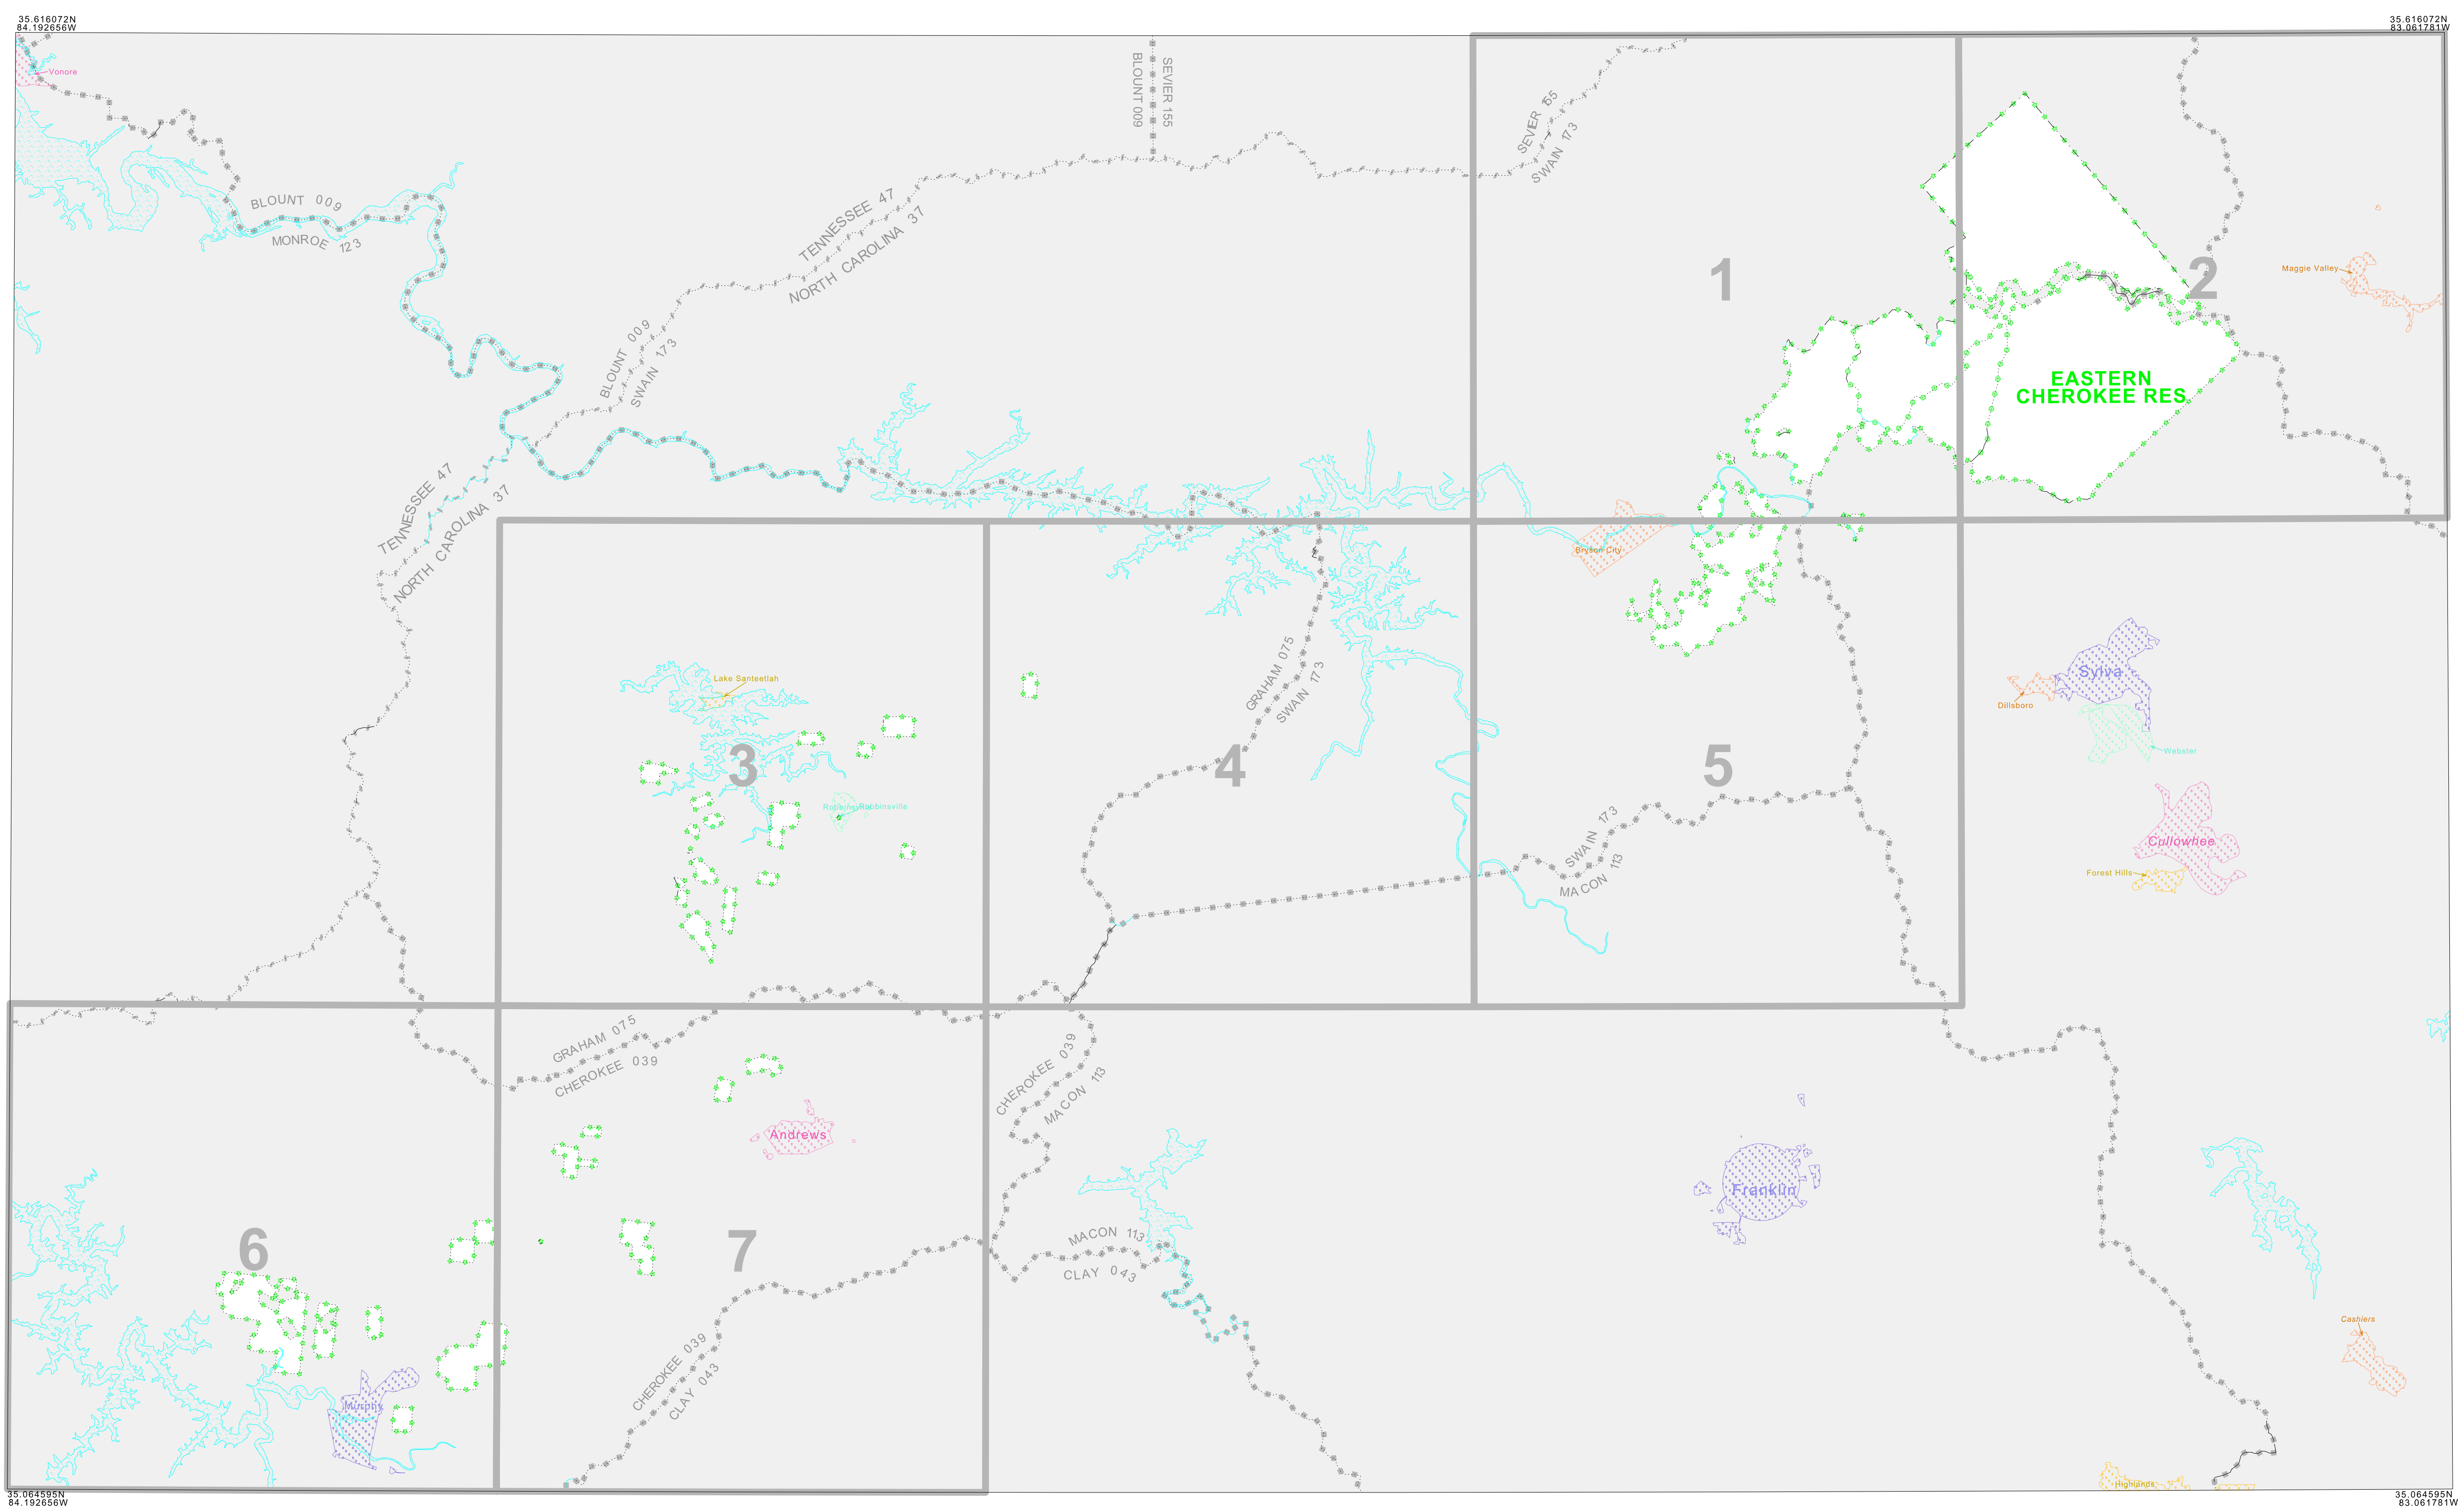 35.616072N
84.192656W
35.616072N
83.061781W
Vonore
BLOUNT 009
SEVIER 155
SEVIER 155
SWAIN 173
BLOUNT 009
MONROE 123
TENNESSEE 47
NORTH CAROLINA 37
1
2
Maggie Valley
BLOUNT 009
SWAIN 173
EASTERN
CHEROKEE RES
TENNESSEE 47
NORTH CAROLINA 37
Bryson City
Lake Santeetlah
GRAHAM 075
SWAIN 173
Sylva
Dillsboro
Webster
3
4
5
Robbinsville
Robbinsville
SWAIN 173
MACON 113
Cullowhee
Forest Hills
GRAHAM 075
CHEROKEE 039
CHEROKEE 039
MACON 113
Andrews
Franklin
6
7
MACON 113
CLAY 043
Cashiers
CHEROKEE 039
CLAY 043
Murphy
Highlands
35.064595N
84.192656W
35.064595N
83.061781W